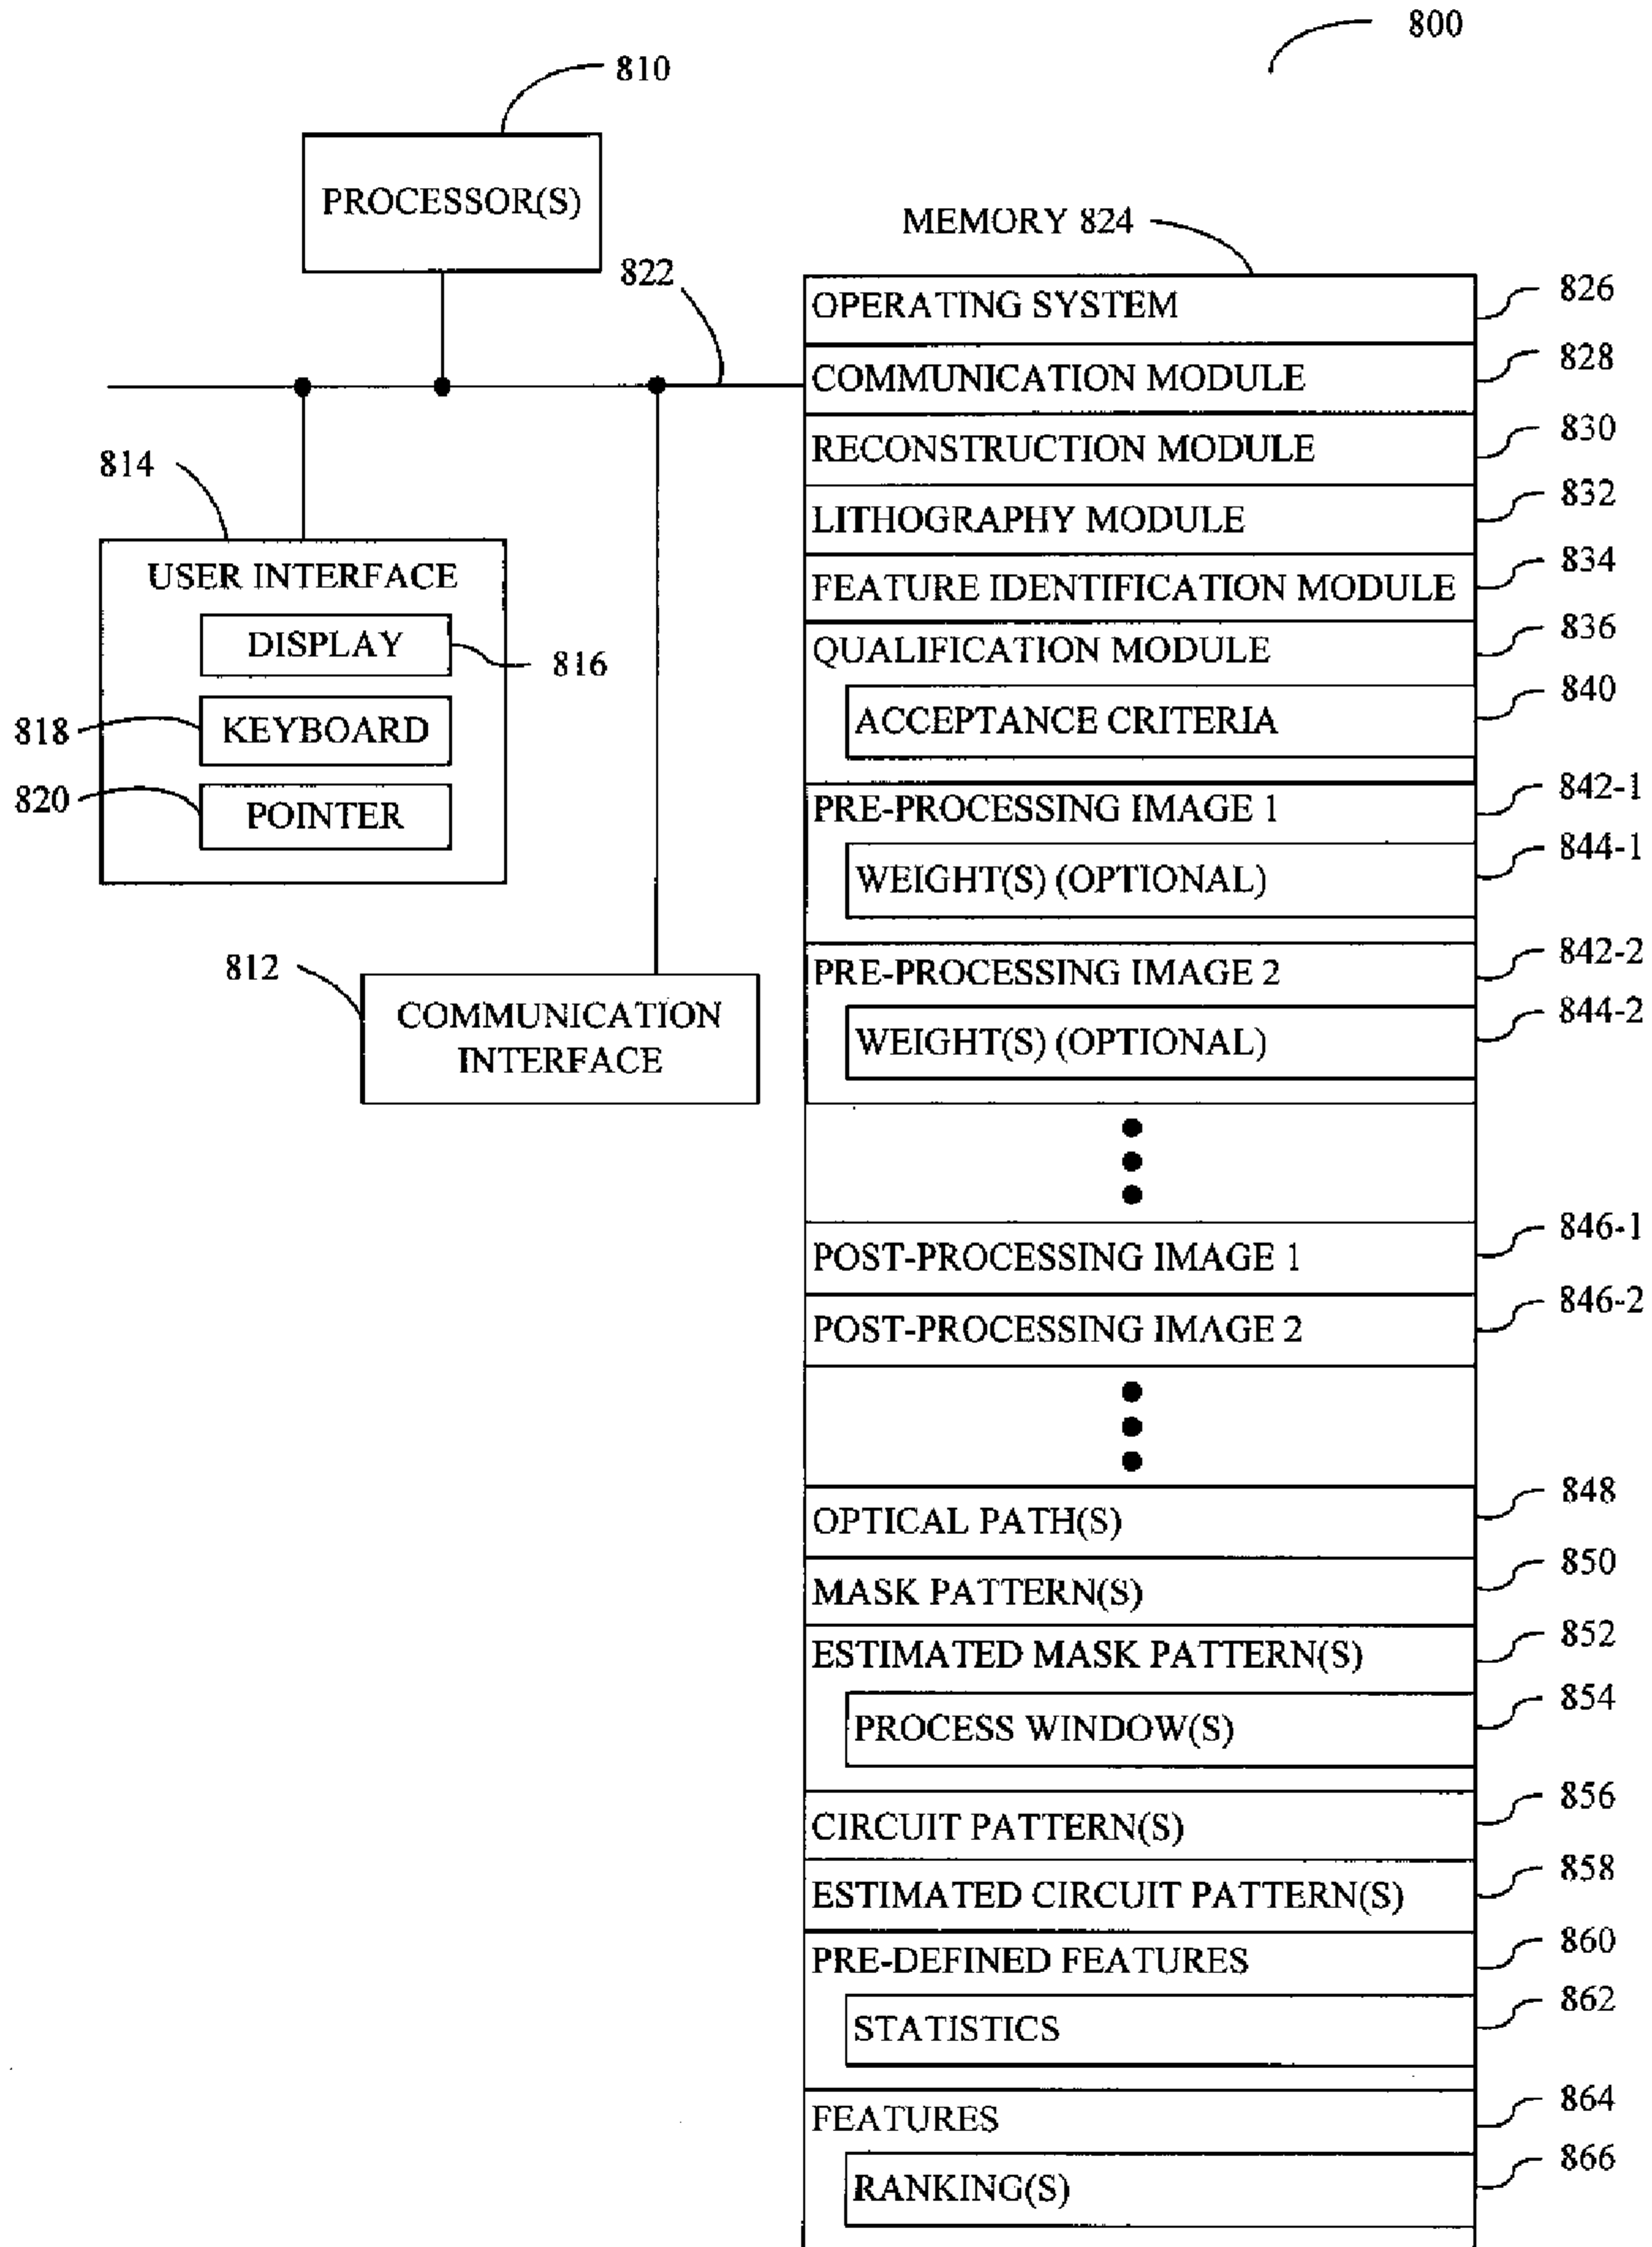 800
810
PROCESSOR(S)
MEMORY 824
822
OPERATING SYSTEM
826
COMMUNICATION MODULE
828
RECONSTRUCTION MODULE
830
LITHOGRAPHY MODULE
832
FEATURE IDENTIFICATION MODULE
834
QUALIFICATION MODULE
836
ACCEPTANCE CRITERIA
840
PRE-PROCESSING IMAGE 1
842-1
WEIGHT(S) (OPTIONAL)
844-1
PRE-PROCESSING IMAGE 2
842-2
WEIGHT(S) (OPTIONAL)
844-2
814
USER INTERFACE
DISPLAY
816
818
KEYBOARD
820
POINTER
812
COMMUNICATION
INTERFACE
POST-PROCESSING IMAGE 1
846-1
POST-PROCESSING IMAGE 2
846-2
OPTICAL PATH(S)
848
MASK PATTERN(S)
850
ESTIMATED MASK PATTERN(S)
852
PROCESS WINDOW(S)
854
CIRCUIT PATTERN(S)
856
ESTIMATED CIRCUIT PATTERN(S)
858
PRE-DEFINED FEATURES
860
STATISTICS
862
FEATURES
864
RANKING(S)
866